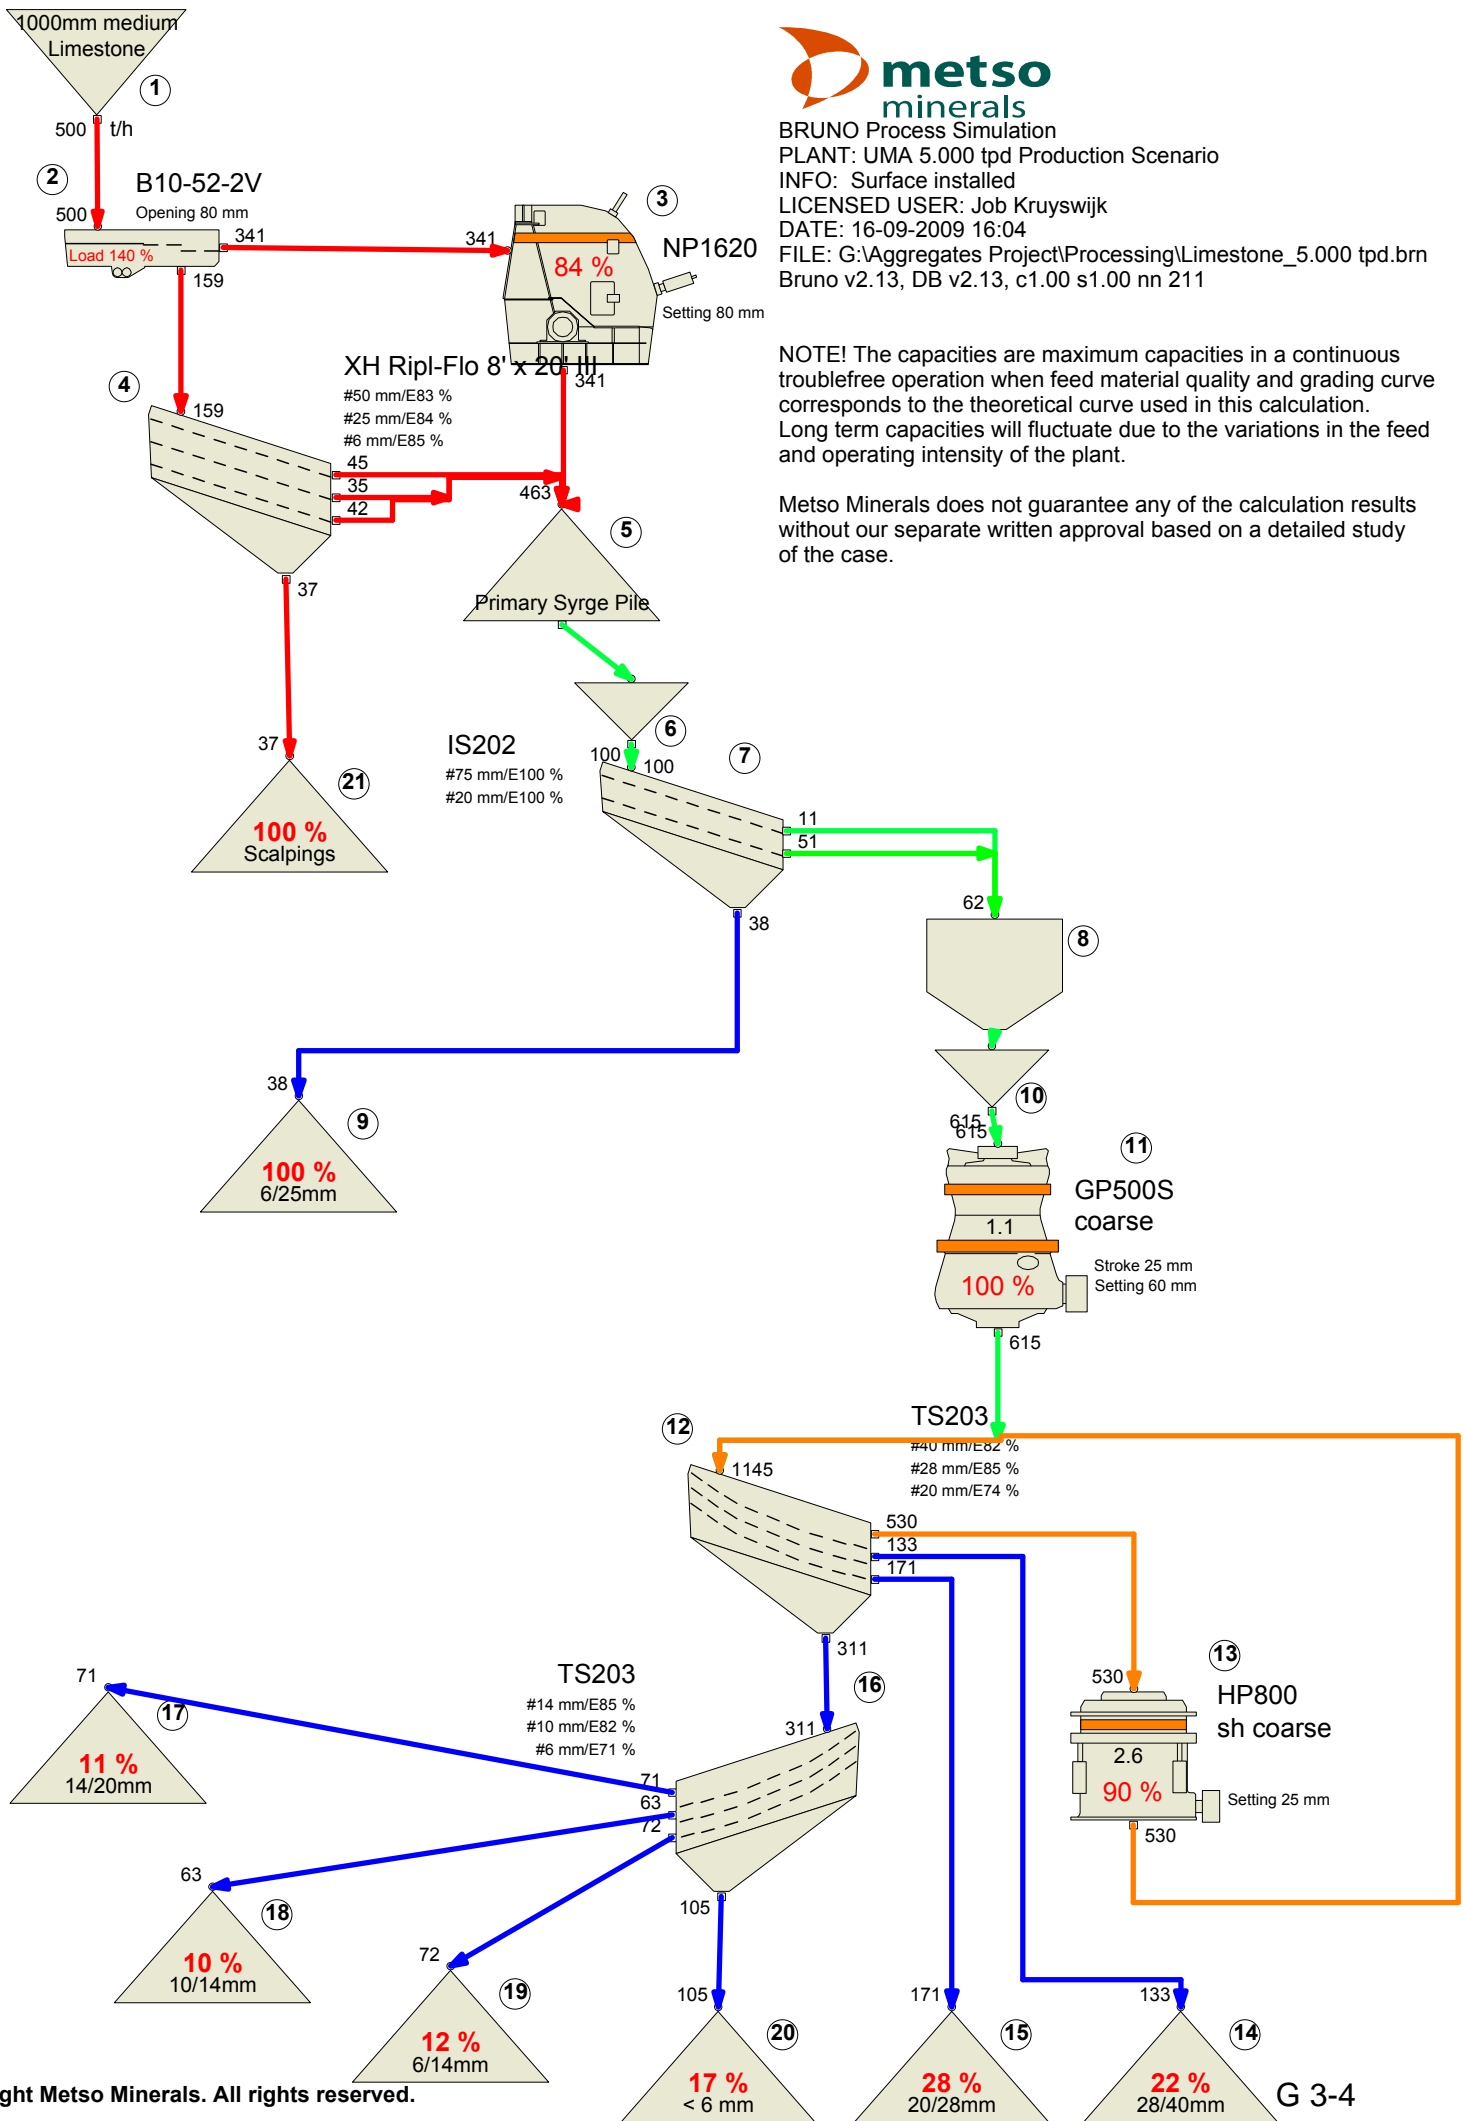 1000mm medium
Limestone
1
500 t/h
metso
minerals
BRUNO Process Simulation
PLANT: UMA 5.000 tpd Production Scenario
INFO: Surface installed
LICENSED USER: Job Kruyswijk
DATE: 16-09-2009 16:04
FILE: G:\Aggregates Project\Processing\Limestone_5.000 tpd.brn
Bruno v2.13, DB v2.13, c1.00 s1.00 nn 211
NOTE! The capacities are maximum capacities in a continuous
troublefree operation when feed material quality and grading curve
corresponds to the theoretical curve used in this calculation.
Long term capacities will fluctuate due to the variations in the feed
and operating intensity of the plant.
Metso Minerals does not guarantee any of the calculation results
without our separate written approval based on a detailed study
of the case.
2
B10-52-2V
Opening 80 mm
500
Load 140 %
341
159
341
3
NP1620
84 %
Setting 80 mm
341
4
XH Ripl-Flo 8' x 20' III
#50 mm/E83 %
#25 mm/E84 %
#6 mm/E85 %
159
45
35
42
37
463
5
Primary Syrge Pile
6
37
21
100 %
Scalpings
IS202
#75 mm/E100 %
#20 mm/E100 %
100
100
7
11
51
38
62
8
38
9
100 %
6/25mm
10
615
615
11
GP500S
coarse
1.1
100 %
Stroke 25 mm
Setting 60 mm
615
12
TS203
#40 mm/E82 %
#28 mm/E85 %
#20 mm/E74 %
1145
530
133
171
311
13
530
HP800
sh coarse
2.6
90 %
Setting 25 mm
530
16
TS203
#14 mm/E85 %
#10 mm/E82 %
#6 mm/E71 %
311
71
63
72
105
71
17
11 %
14/20mm
63
18
10 %
10/14mm
72
19
12 %
6/14mm
105
20
17 %
< 6 mm
171
15
28 %
20/28mm
133
14
22 %
28/40mm
G 3-4
ght Metso Minerals. All rights reserved.